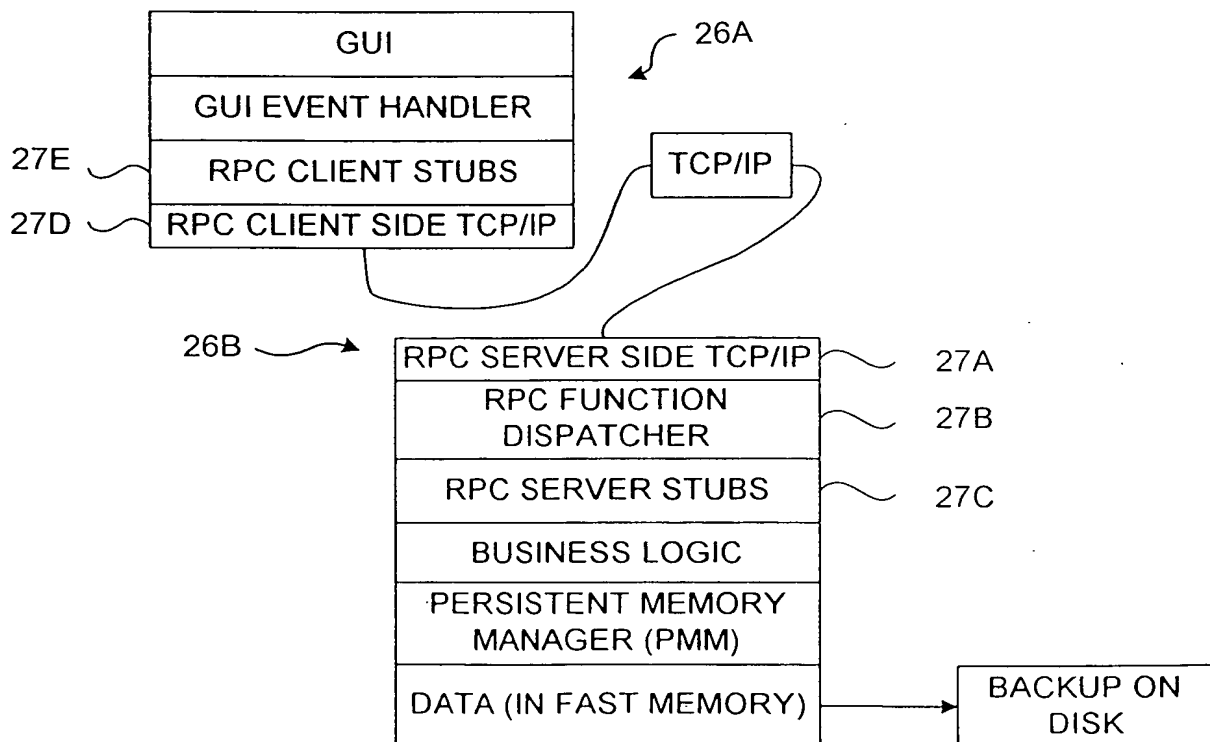 GUI
26A
GUI EVENT HANDLER
27E
RPC CLIENT STUBS
TCP/IP
27D
RPC CLIENT SIDE TCP/IP
26B
RPC SERVER SIDE TCP/IP
27A
RPC FUNCTION
DISPATCHER
27B
RPC SERVER STUBS
27C
BUSINESS LOGIC
PERSISTENT MEMORY
MANAGER (PMM)
DATA (IN FAST MEMORY)
BACKUP ON
DISK